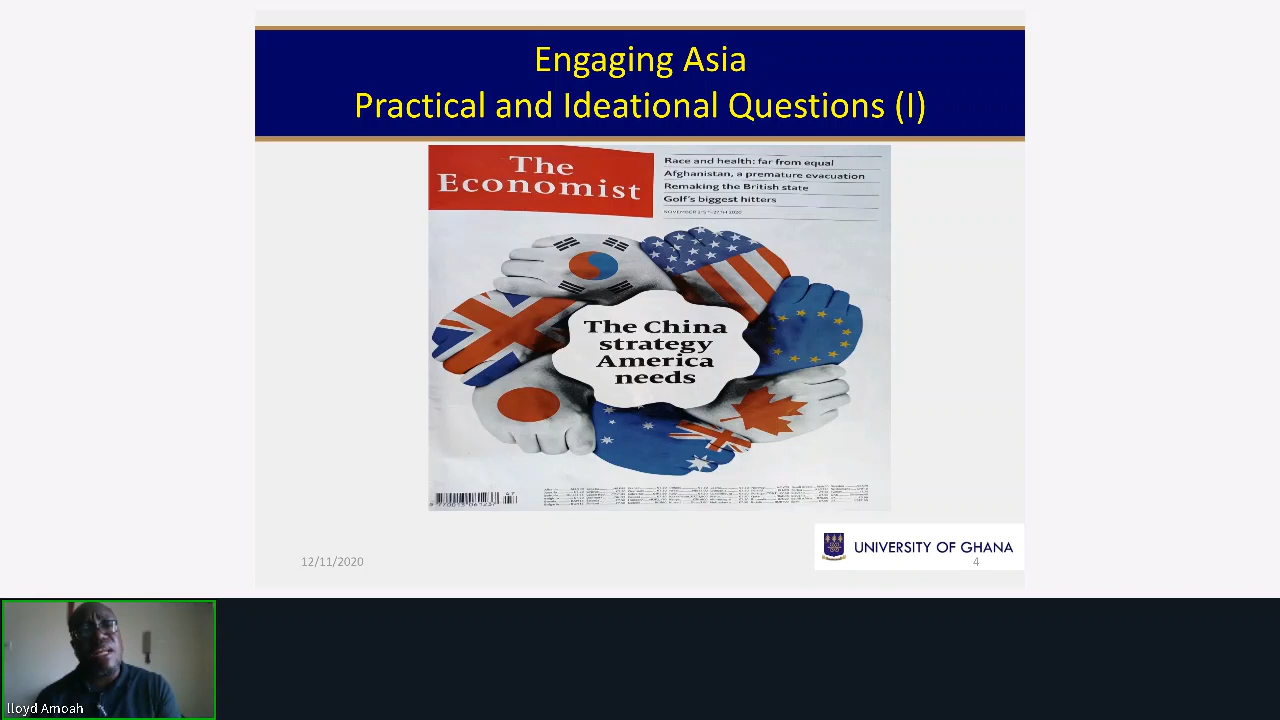 Engaging Asia
Practical and Ideational Questions (I)
The
Economist
Race and health: far from equal
Afghanistan, a premature evacuation
Remaking the British state
Golf's biggest hitters
The China
strategy
America
needs
12/11/2020
UNIVERSITY OF GHANA
4
lloyd Amoah